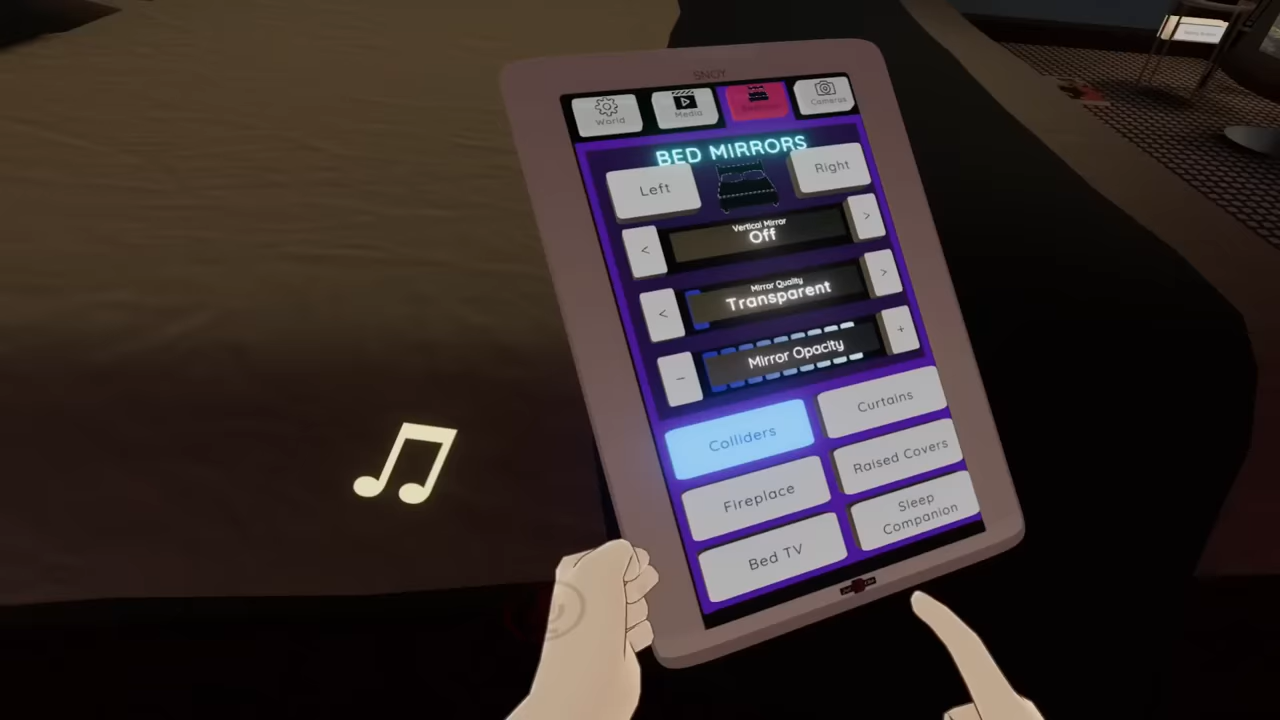 SNOY
World
Media
Cameras
BED MIRRORS
Left
Right
Vertical Mirror
Off
<
>
Mirror Quality
Transparent
<
>
Mirror Opacity
-
+
Colliders
Curtains
Fireplace
Raised Covers
Bed TV
Sleep
Companion